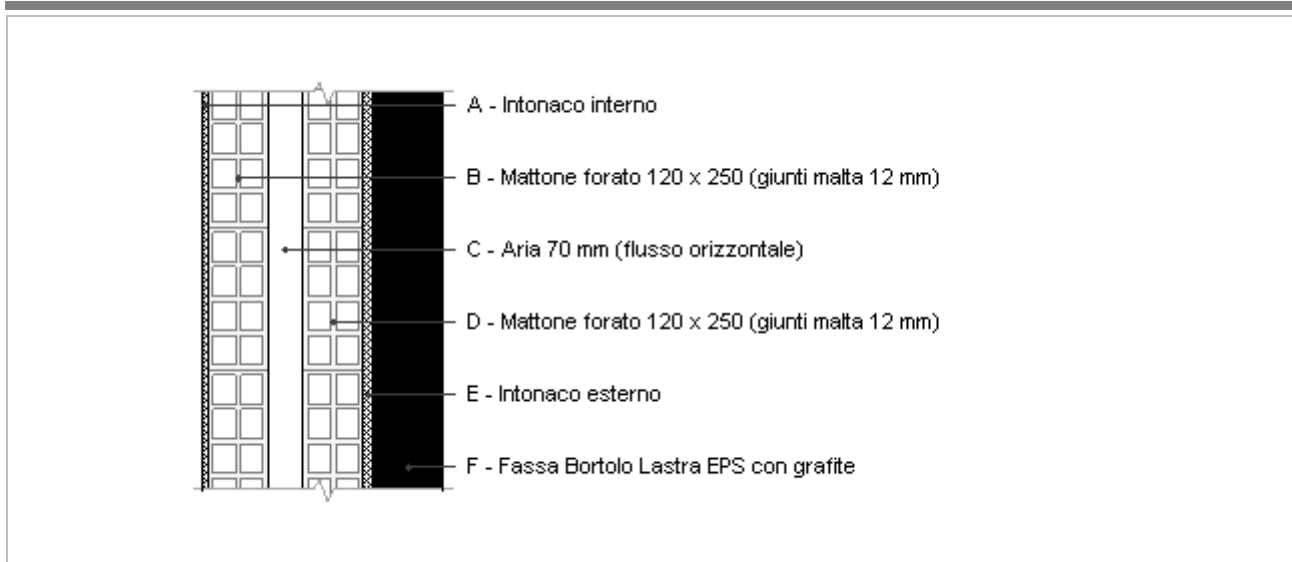 A - Intonaco interno
B - Mattone forato 120 x 250 (giunti malta 12 mm)
C - Aria 70 mm (flusso orizzontale)
D - Mattone forato 120 x 250 (giunti malta 12 mm)
E - Intonaco esterno
F - Fassa Bortolo Lastra EPS con grafite